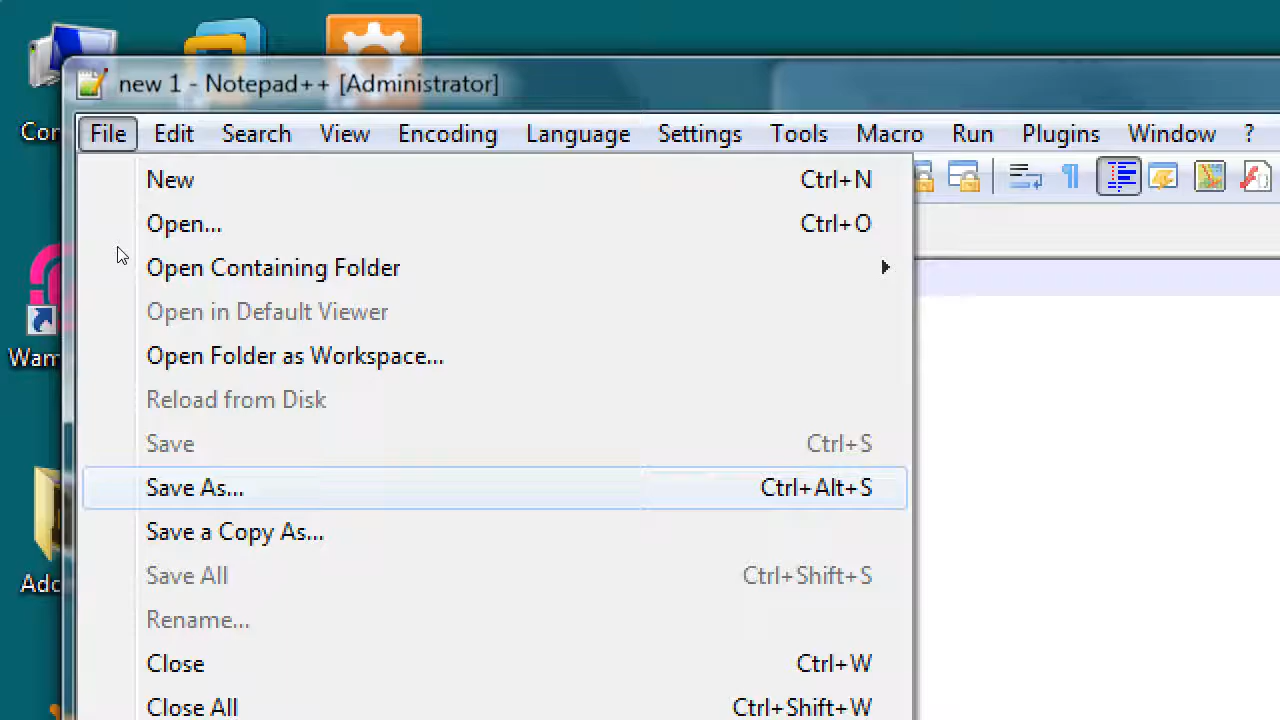 new 1 - Notepad++ [Administrator]
File Edit Search View Encoding Language Settings Tools Macro Run Plugins Window ?
New Ctrl+N
Open... Ctrl+O
Open Containing Folder
Open in Default Viewer
Open Folder as Workspace...
Reload from Disk
Save Ctrl+S
Save As... Ctrl+Alt+S
Save a Copy As...
Save All Ctrl+Shift+S
Rename...
Close Ctrl+W
Close All Ctrl+Shift+W